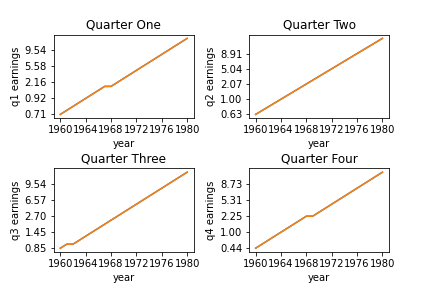 Quarter One
Quarter Two
q1 earnings
9.54
5.58
2.16
0.92
0.71
1960 1964 1968 1972 1976 1980
year
q2 earnings
8.91
5.04
2.07
1.00
0.63
1960 1964 1968 1972 1976 1980
year
Quarter Three
Quarter Four
q3 earnings
9.54
6.57
2.70
1.45
0.85
1960 1964 1968 1972 1976 1980
year
q4 earnings
8.73
5.31
2.25
1.00
0.44
1960 1964 1968 1972 1976 1980
year